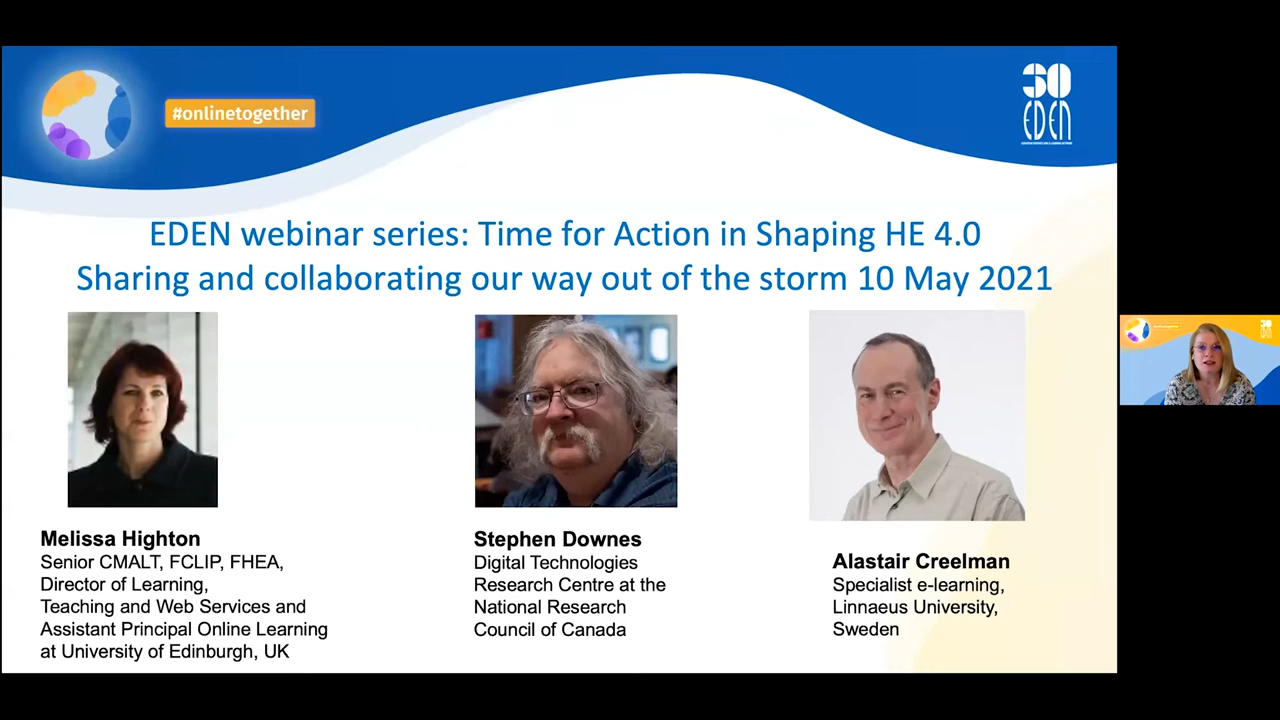 #onlinetogether
30
EDEN
EDEN webinar series: Time for Action in Shaping HE 4.0
Sharing and collaborating our way out of the storm 10 May 2021
Melissa Highton
Senior CMALT, FCLIP, FHEA,
Director of Learning,
Teaching and Web Services and
Assistant Principal Online Learning
at University of Edinburgh, UK
Stephen Downes
Digital Technologies
Research Centre at the
National Research
Council of Canada
Alastair Creelman
Specialist e-learning,
Linnaeus University,
Sweden
30
EDEN